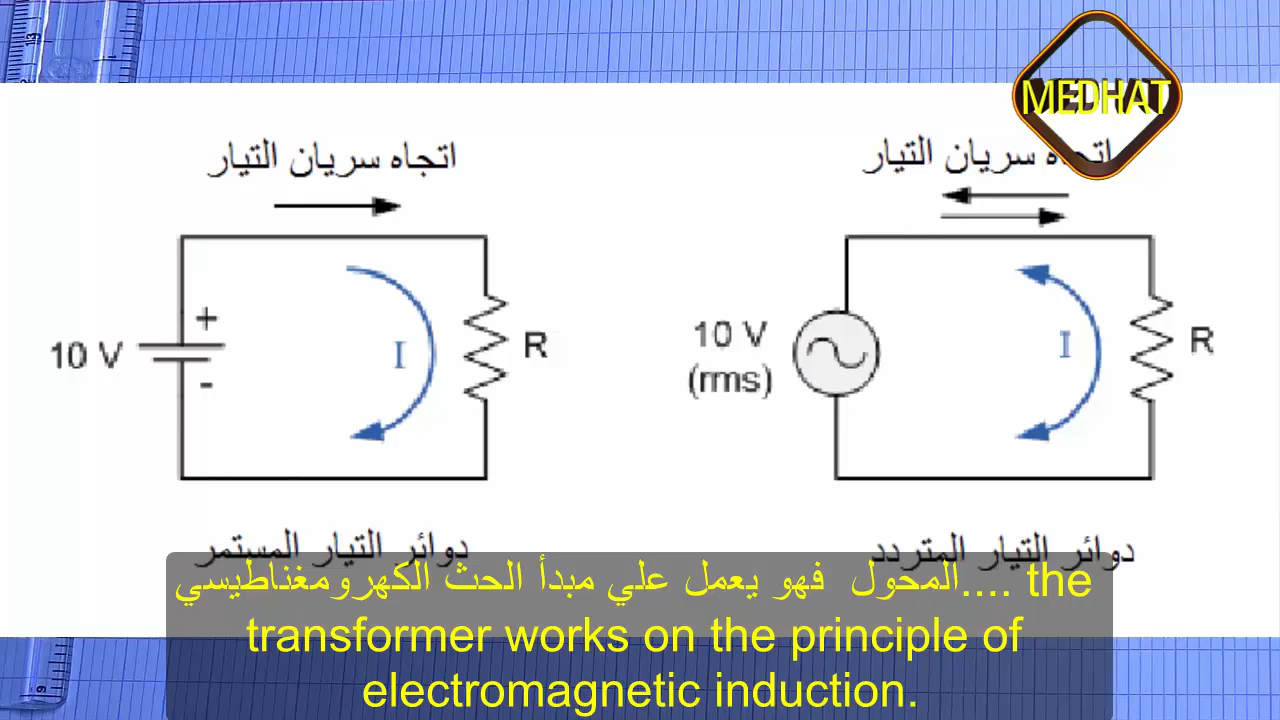 MEDHAT
اتجاه سريان التيار
10 V
+
-
I
R
دوائر التيار المستمر
اتجاه سريان التيار
10 V
(rms)
I
R
دوائر التيار المتردد
المحول فهو يعمل علي مبدأ الحث الكهرومغناطيسي.... the
transformer works on the principle of
electromagnetic induction.